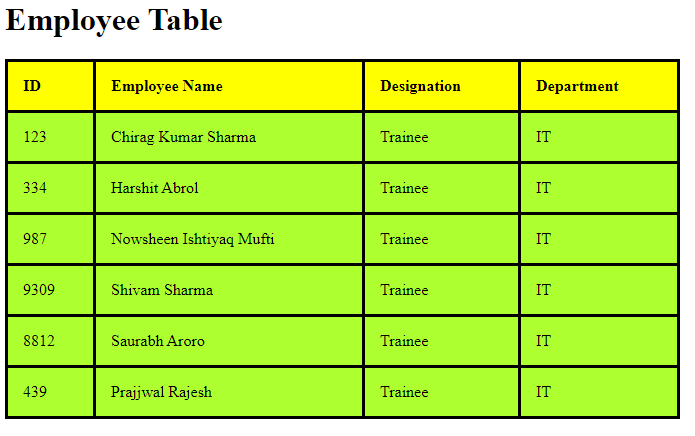 Employee Table
ID Employee Name Designation Department
123 Chirag Kumar Sharma Trainee IT
334 Harshit Abrol Trainee IT
987 Nowsheen Ishtiyaq Mufti Trainee IT
9309 Shivam Sharma Trainee IT
8812 Saurabh Aroro Trainee IT
439 Prajjwal Rajesh Trainee IT